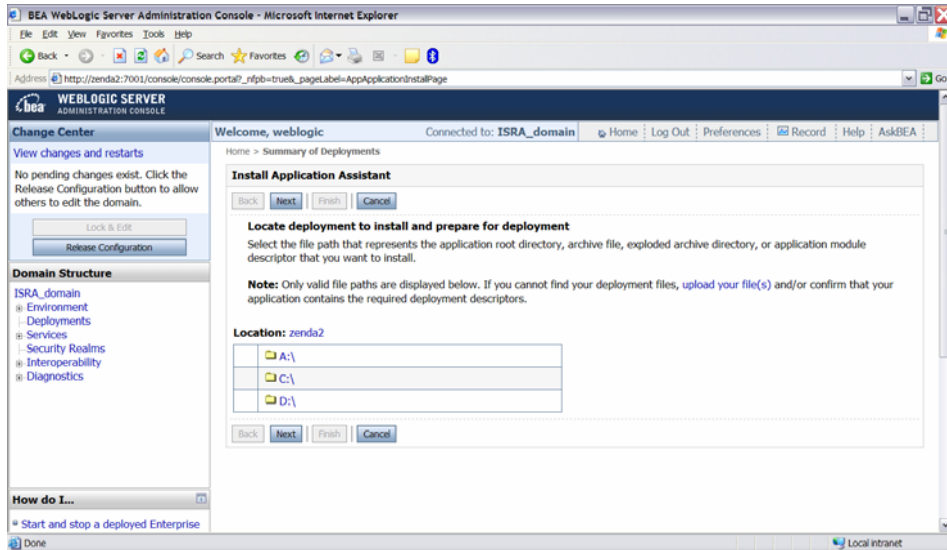 BEA WebLogic Server Administration Console - Microsoft Internet Explorer
File Edit View Favorites Tools Help
Back Search Favorites
Address http://zenda2:7001/console/console.portal?_nfpb=true&_pageLabel=AppApplicationInstallPage Go
bea WEBLOGIC SERVER
ADMINISTRATION CONSOLE
Change Center
View changes and restarts
No pending changes exist. Click the
Release Configuration button to allow
others to edit the domain.
Lock & Edit
Release Configuration
Domain Structure
ISRA_domain
Environment
Deployments
Services
Security Realms
Interoperability
Diagnostics
How do I...
Start and stop a deployed Enterprise
Welcome, weblogic Connected to: ISRA_domain Home Log Out Preferences Record Help AskBEA
Home > Summary of Deployments
Install Application Assistant
Back Next Finish Cancel
Locate deployment to install and prepare for deployment
Select the file path that represents the application root directory, archive file, exploded archive directory, or application module
descriptor that you want to install.
Note: Only valid file paths are displayed below. If you cannot find your deployment files, upload your file(s) and/or confirm that your
application contains the required deployment descriptors.
Location: zenda2
A:\
C:\
D:\
Back Next Finish Cancel
Done Local intranet